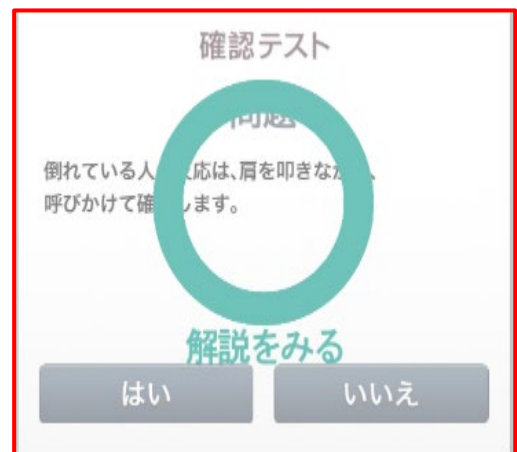 確認テスト
問題
倒れている人 反応は、肩を叩きな 、
呼びかけて確 します。
解説をみる
はい
いいえ